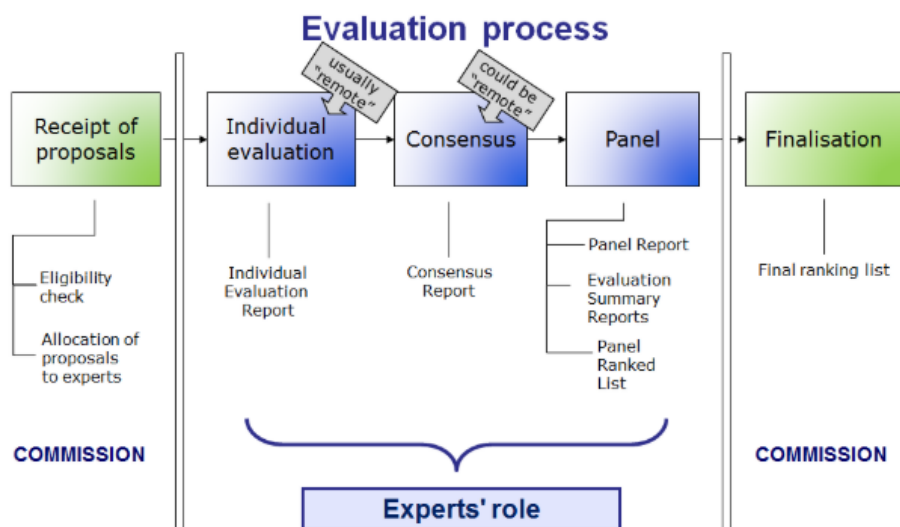 Evaluation process
usually
"remote"
could be
"remote"
Receipt of
proposals
Individual
evaluation
Consensus
Panel
Finalisation
Eligibility
check
Allocation of
proposals
to experts
Individual
Evaluation
Report
Consensus
Report
Panel Report
Evaluation
Summary
Reports
Panel
Ranked
List
Final ranking list
COMMISSION
COMMISSION
Experts' role